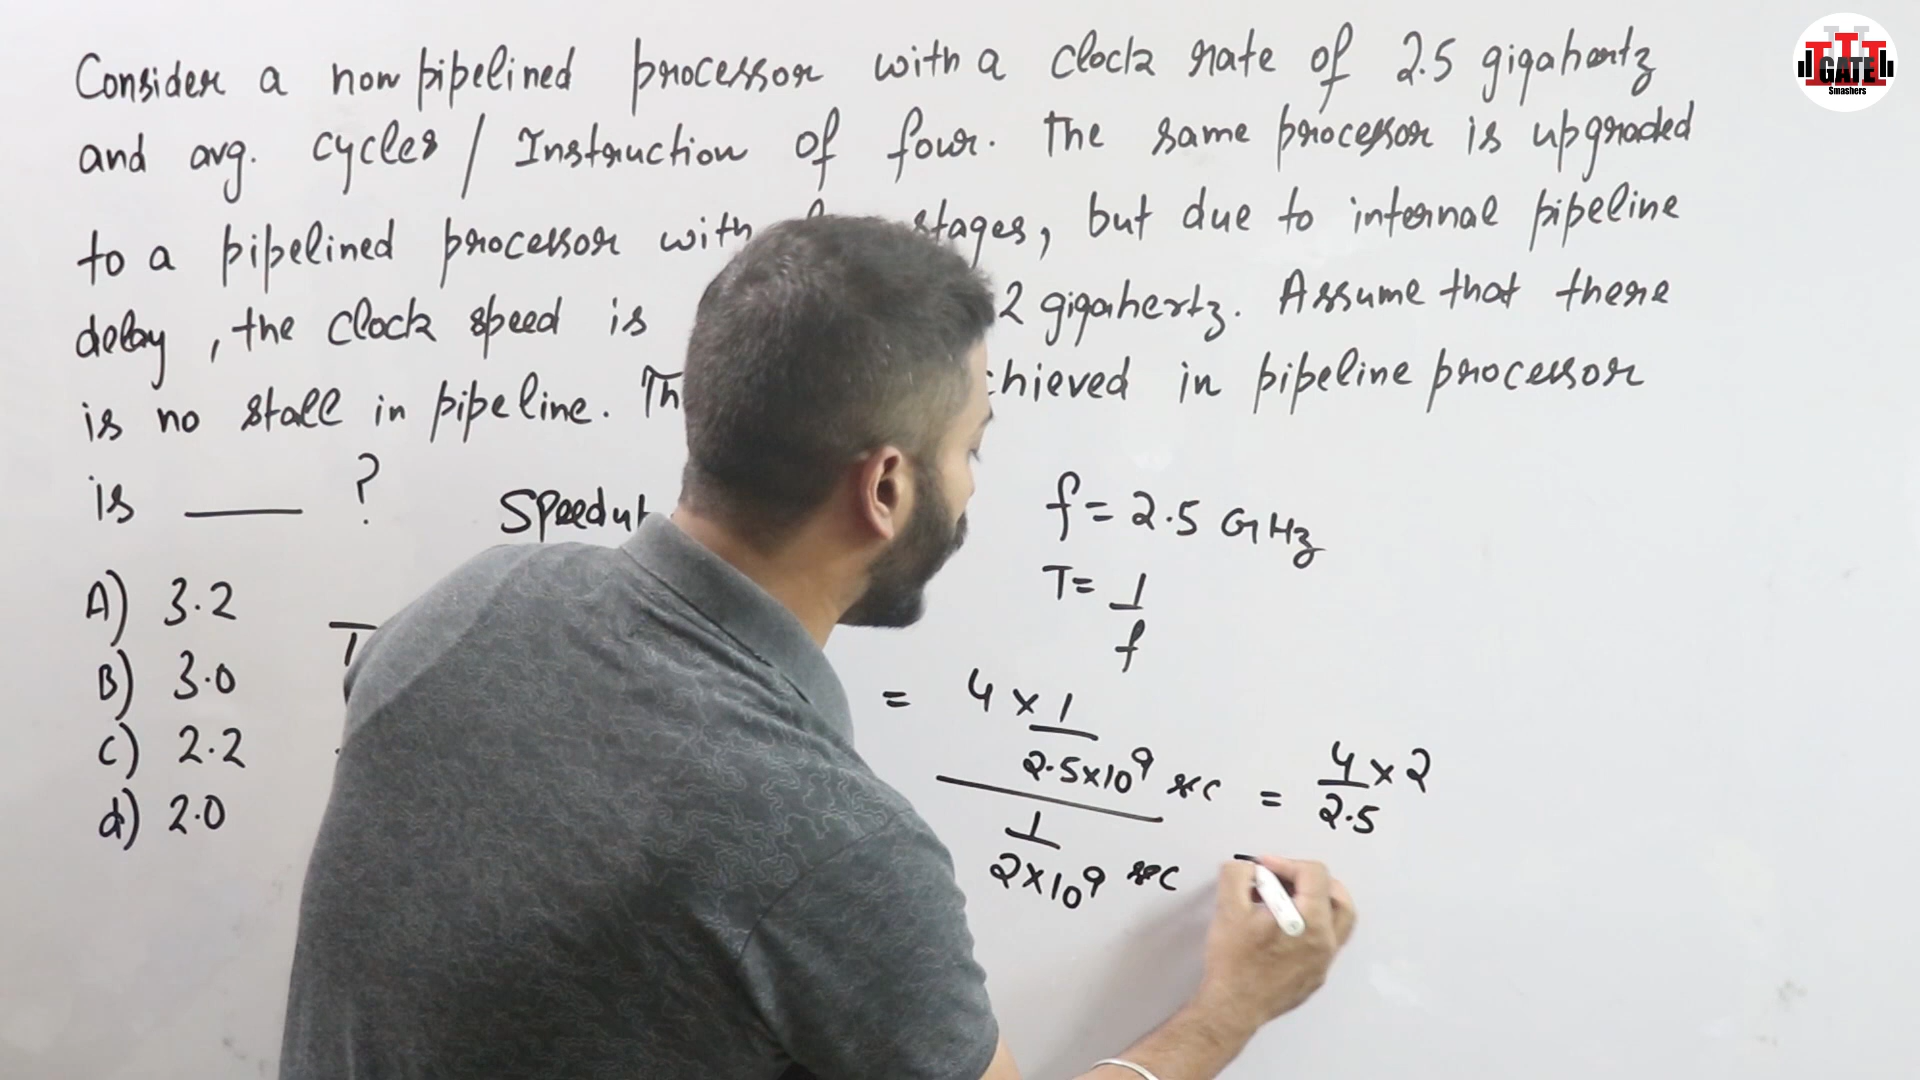 Consider a non pipelined processor with a clock rate of 2.5 gigahertz
and avg. cycles / Instruction of four. The same processor is upgraded
to a pipelined processor with stages, but due to internal pipeline
delay, the clock speed is 2 gigahertz. Assume that there
is no stall in pipeline. Th chieved in pipeline processor
is ____ ?
Speedu
A) 3.2
B) 3.0
C) 2.2
d) 2.0
f = 2.5 GHz
T = 1/f
= 4 × 1
2.5×10⁹ sec
1
2×10⁹ sec
= 4/2.5 × 2
GATE
Smashers